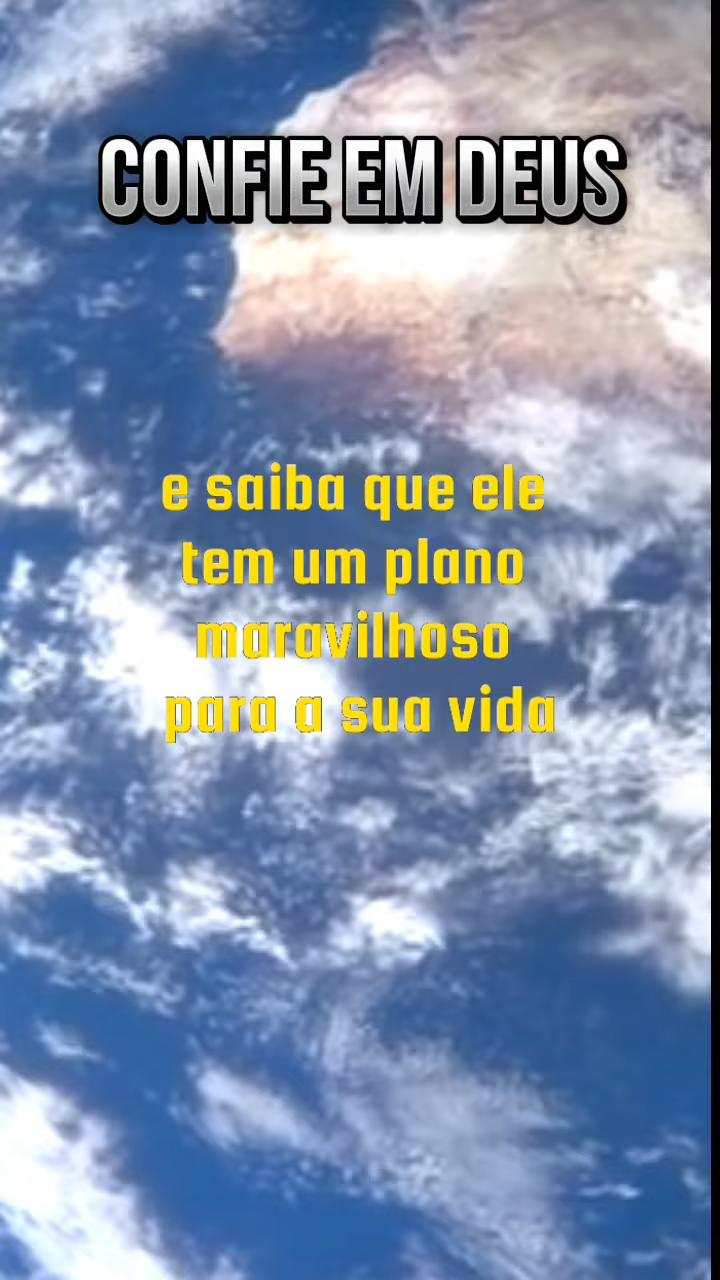 CONFIE EM DEUS
e saiba que ele
tem um plano
maravilhoso
para a sua vida